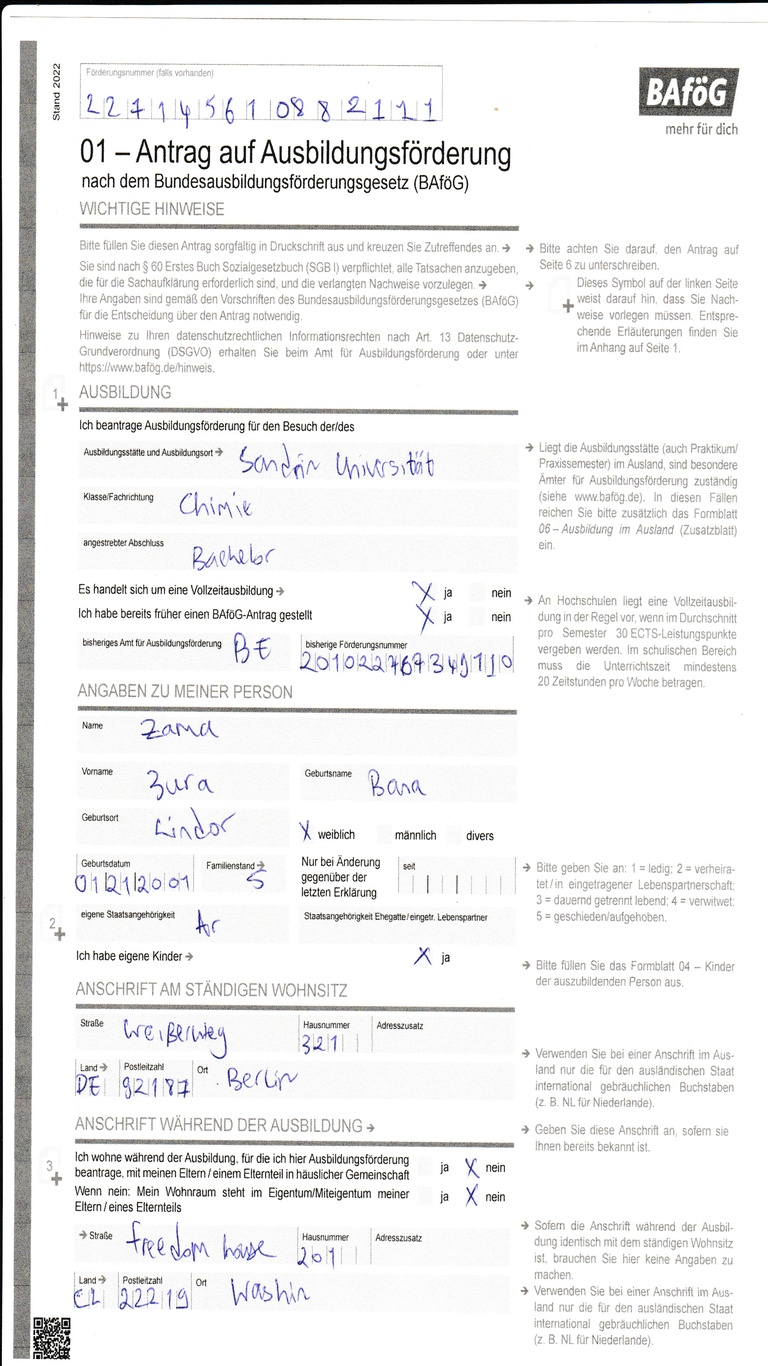 Stand 2022
Förderungsnummer (falls vorhanden)
227145610882111
BAföG
mehr für dich
01 – Antrag auf Ausbildungsförderung
nach dem Bundesausbildungsförderungsgesetz (BAföG)
WICHTIGE HINWEISE
Bitte füllen Sie diesen Antrag sorgfältig in Druckschrift aus und kreuzen Sie Zutreffendes an. →
Sie sind nach § 60 Erstes Buch Sozialgesetzbuch (SGB I) verpflichtet, alle Tatsachen anzugeben,
die für die Sachaufklärung erforderlich sind, und die verlangten Nachweise vorzulegen. →
Ihre Angaben sind gemäß den Vorschriften des Bundesausbildungsförderungsgesetzes (BAföG)
für die Entscheidung über den Antrag notwendig.
Hinweise zu Ihren datenschutzrechtlichen Informationsrechten nach Art. 13 Datenschutz-
Grundverordnung (DSGVO) erhalten Sie beim Amt für Ausbildungsförderung oder unter
https://www.bafög.de/hinweis.
→ Bitte achten Sie darauf, den Antrag auf
Seite 6 zu unterschreiben.
→ Dieses Symbol auf der linken Seite
weist darauf hin, dass Sie Nach-
weise vorlegen müssen. Entspre-
chende Erläuterungen finden Sie
im Anhang auf Seite 1.
1+ AUSBILDUNG
Ich beantrage Ausbildungsförderung für den Besuch der/des
Ausbildungsstätte und Ausbildungsort → Sondrin Universität
Klasse/Fachrichtung Chimie
angestrebter Abschluss Bachelor
→ Liegt die Ausbildungsstätte (auch Praktikum/
Praxissemester) im Ausland, sind besondere
Ämter für Ausbildungsförderung zuständig
(siehe www.bafög.de). In diesen Fällen
reichen Sie bitte zusätzlich das Formblatt
06 – Ausbildung im Ausland (Zusatzblatt)
ein.
Es handelt sich um eine Vollzeitausbildung → X ja nein
Ich habe bereits früher einen BAföG-Antrag gestellt X ja nein
bisheriges Amt für Ausbildungsförderung BE bisherige Förderungsnummer
→ An Hochschulen liegt eine Vollzeitausbil-
dung in der Regel vor, wenn im Durchschnitt
pro Semester 30 ECTS-Leistungspunkte
vergeben werden. Im schulischen Bereich
muss die Unterrichtszeit mindestens
20 Zeitstunden pro Woche betragen.
ANGABEN ZU MEINER PERSON
Name Zama
Vorname Zura Geburtsname Bana
Geburtsort Lindor X weiblich männlich divers
Geburtsdatum 01212001 Familienstand → 5 Nur bei Änderung
gegenüber der
letzten Erklärung
seit
→ Bitte geben Sie an: 1 = ledig; 2 = verheira-
tet / in eingetragener Lebenspartnerschaft;
3 = dauernd getrennt lebend; 4 = verwitwet;
5 = geschieden/aufgehoben.
2+ eigene Staatsangehörigkeit Ar Staatsangehörigkeit Ehegatte / eingetr. Lebenspartner
Ich habe eigene Kinder → X ja
→ Bitte füllen Sie das Formblatt 04 – Kinder
der auszubildenden Person aus.
ANSCHRIFT AM STÄNDIGEN WOHNSITZ
Straße Weißerweg Hausnummer 321 Adresszusatz
Land → DE Postleitzahl 92187 Ort Berlin
→ Verwenden Sie bei einer Anschrift im Aus-
land nur die für den ausländischen Staat
international gebräuchlichen Buchstaben
(z. B. NL für Niederlande).
ANSCHRIFT WÄHREND DER AUSBILDUNG →
→ Geben Sie diese Anschrift an, sofern sie
Ihnen bereits bekannt ist.
3+ Ich wohne während der Ausbildung, für die ich hier Ausbildungsförderung
beantrage, mit meinen Eltern / einem Elternteil in häuslicher Gemeinschaft ja X nein
Wenn nein: Mein Wohnraum steht im Eigentum/Miteigentum meiner
Eltern / eines Elternteils ja X nein
→ Straße freedom house Hausnummer 201 Adresszusatz
Land → CL Postleitzahl 22219 Ort Washin
→ Sofern die Anschrift während der Ausbil-
dung identisch mit dem ständigen Wohnsitz
ist, brauchen Sie hier keine Angaben zu
machen.
→ Verwenden Sie bei einer Anschrift im Aus-
land nur die für den ausländischen Staat
international gebräuchlichen Buchstaben
(z. B. NL für Niederlande).